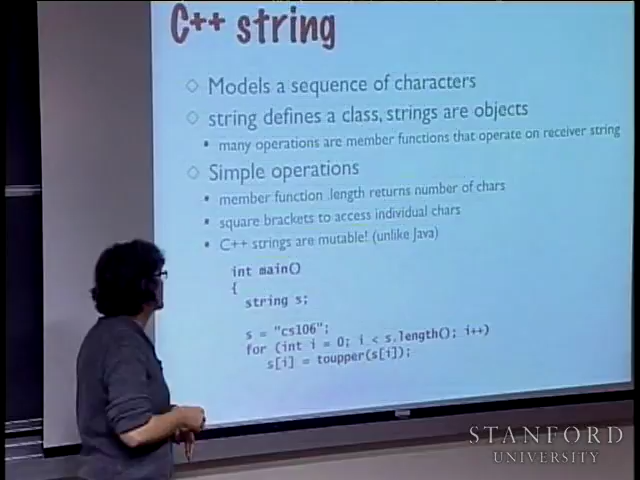 C++ string
◇ Models a sequence of characters
◇ string defines a class, strings are objects
• many operations are member functions that operate on receiver string
◇ Simple operations
• member function .length returns number of chars
• square brackets to access individual chars
• C++ strings are mutable! (unlike Java)
int main()
{
string s;
s = "cs106";
for (int i = 0; i < s.length(); i++)
s[i] = toupper(s[i]);
STANFORD
UNIVERSITY